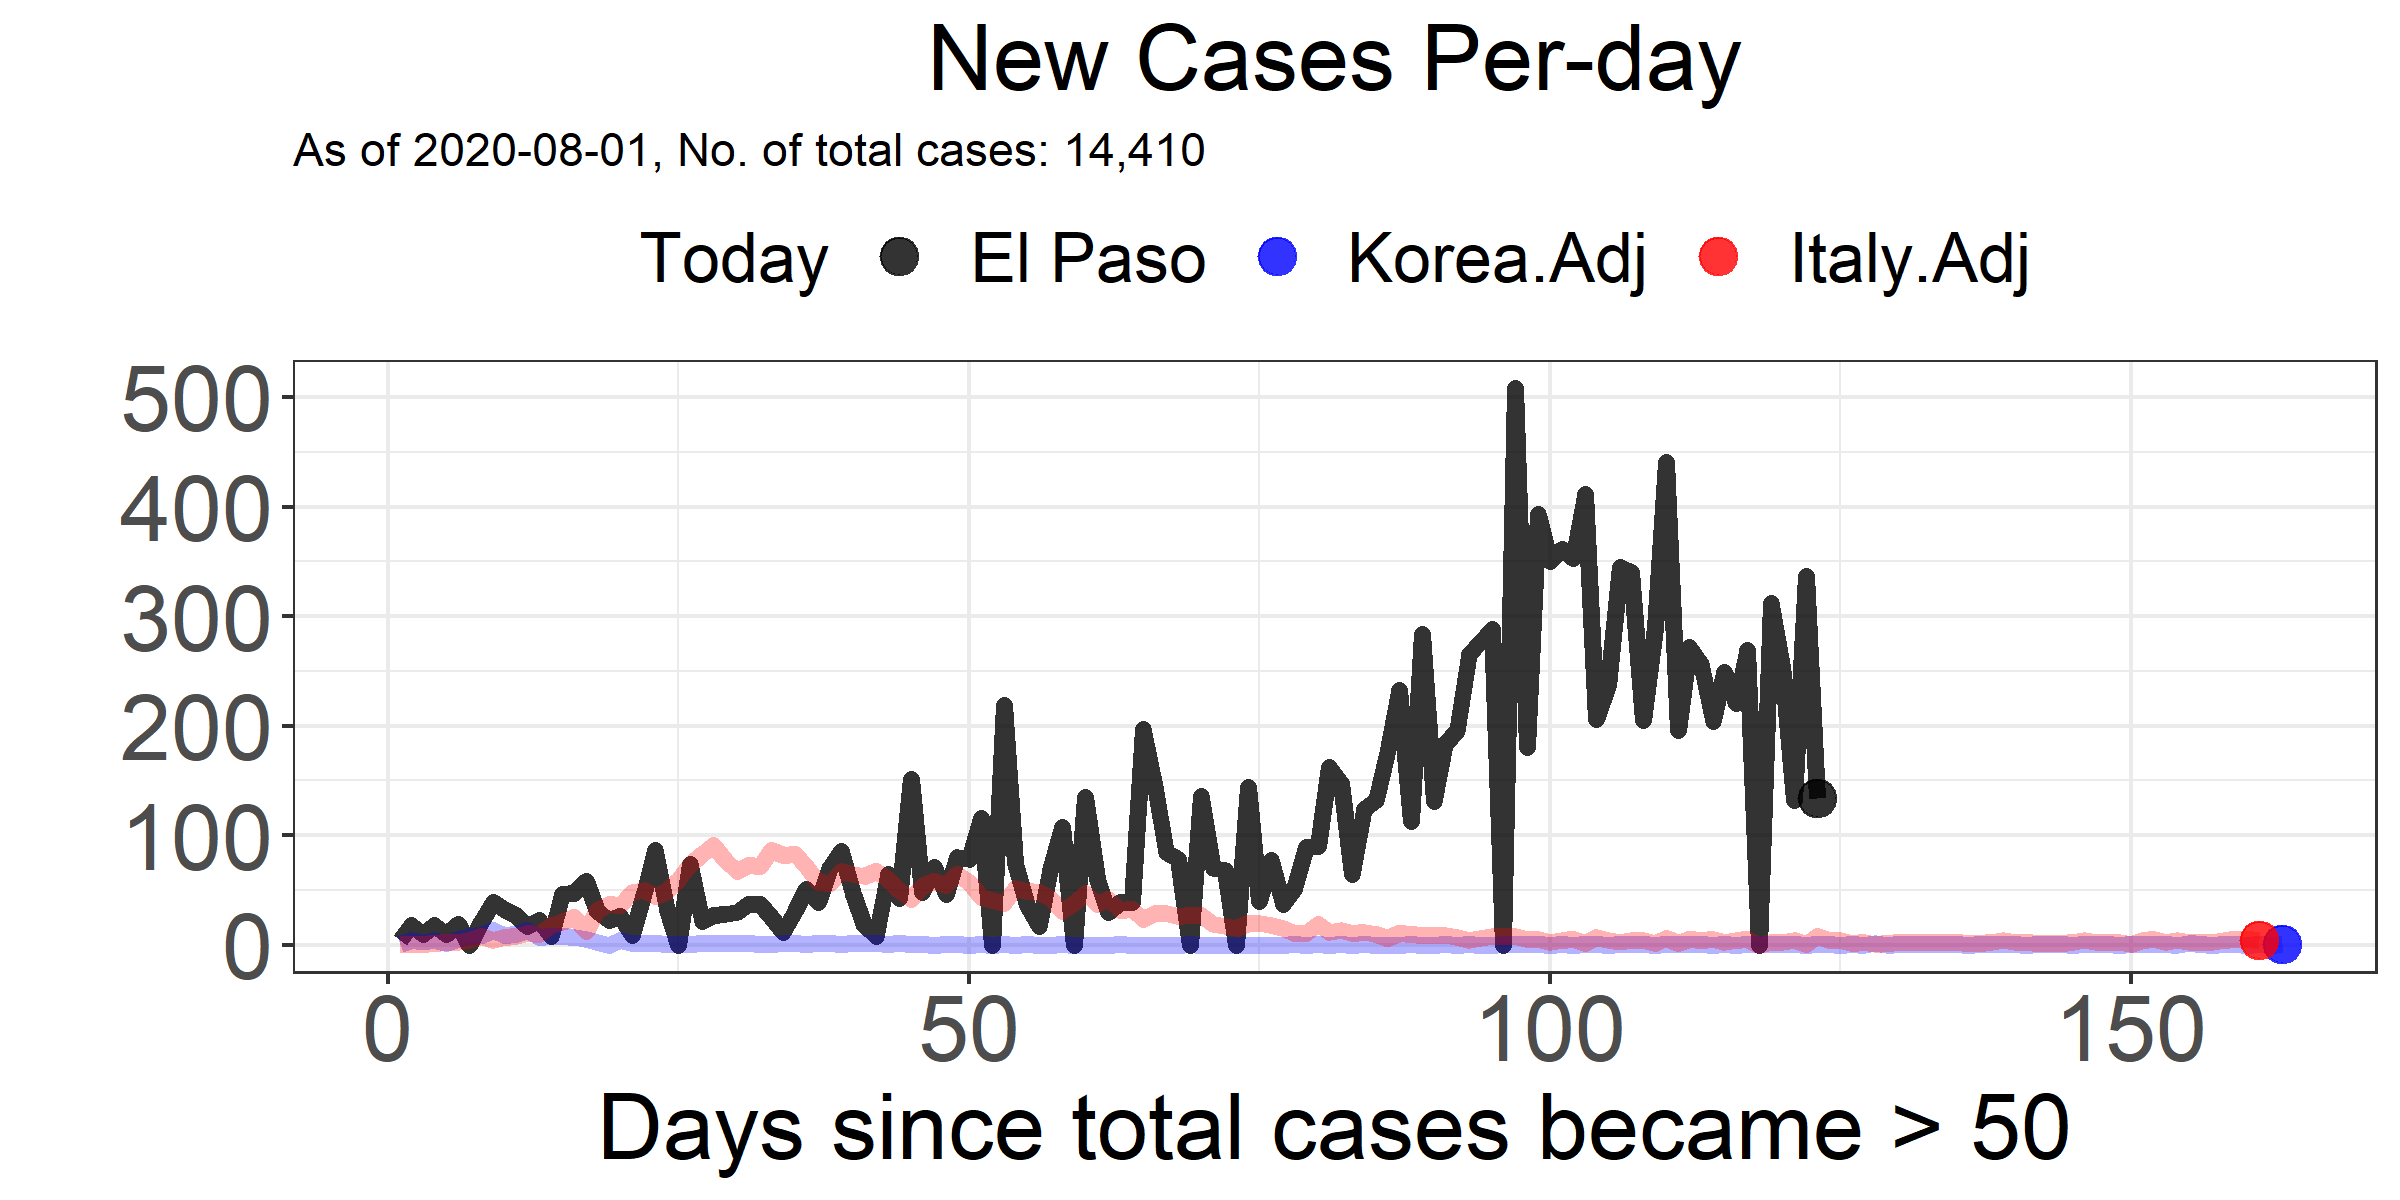 New Cases Per-day
As of 2020-08-01, No. of total cases: 14,410
Today El Paso Korea.Adj Italy.Adj
500
400
300
200
100
0
0 50 100 150
Days since total cases became > 50